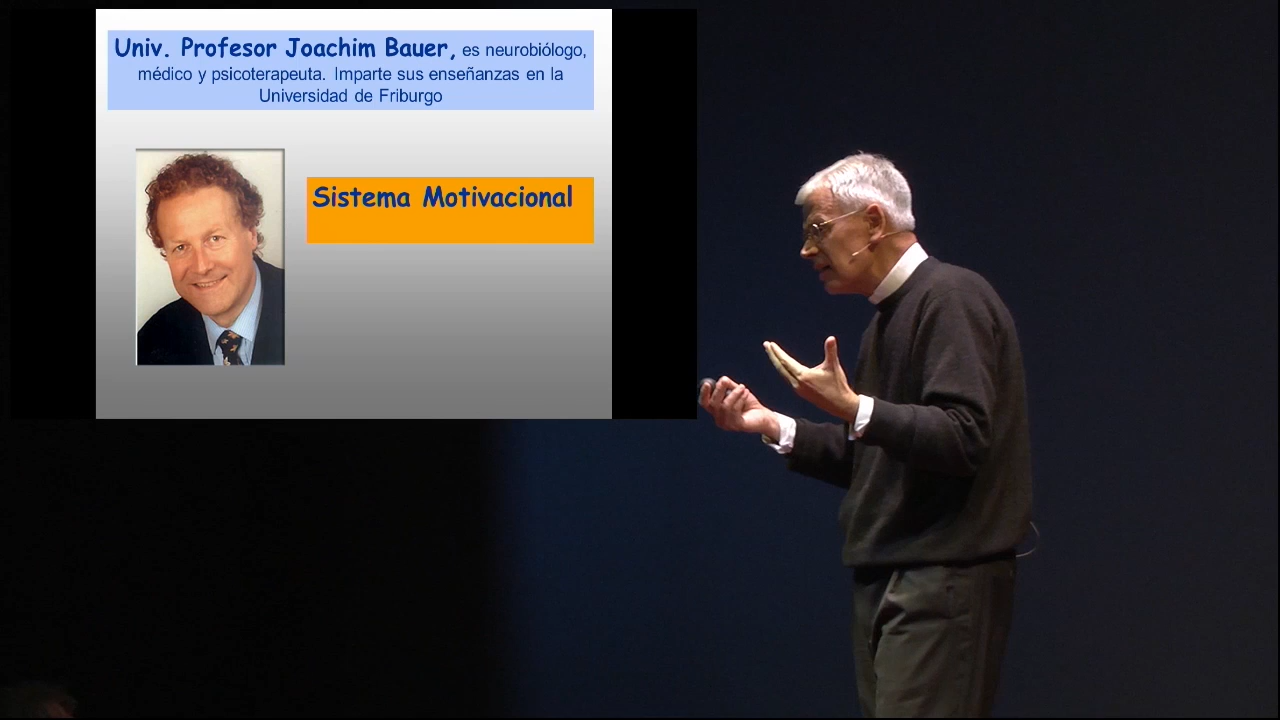 Univ. Profesor Joachim Bauer, es neurobiólogo,
médico y psicoterapeuta. Imparte sus enseñanzas en la
Universidad de Friburgo
Sistema Motivacional